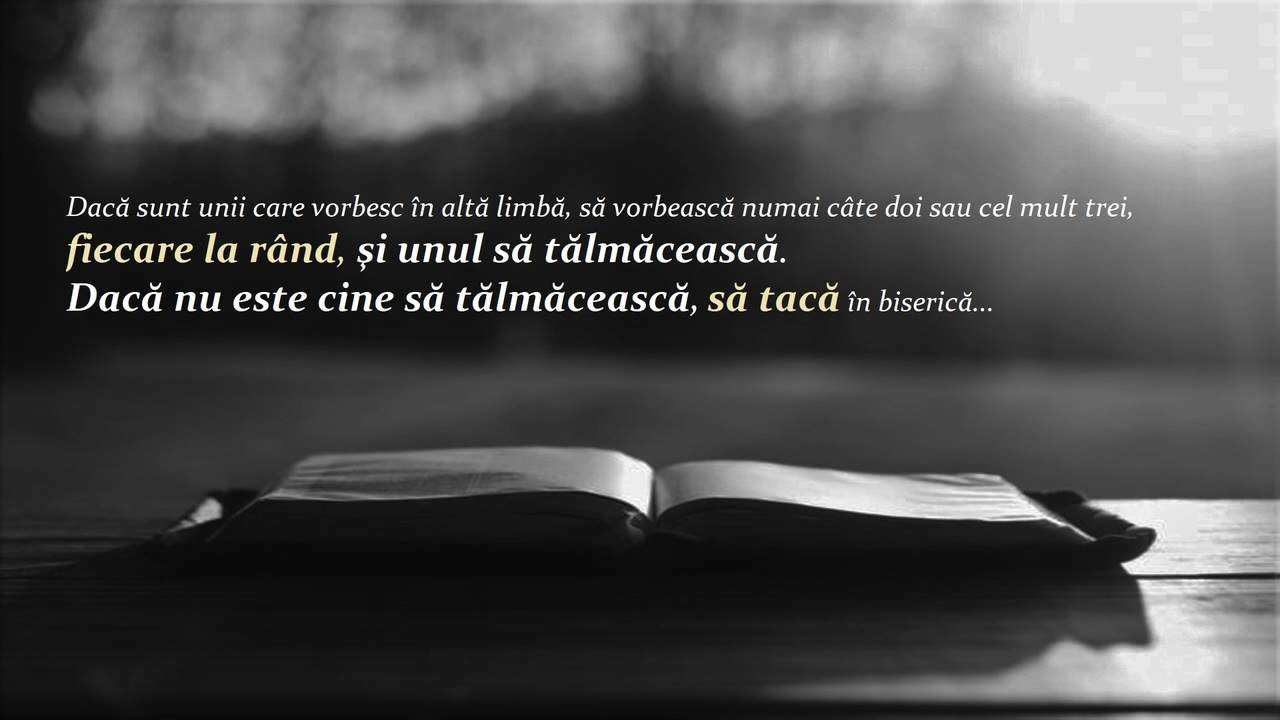 Dacă sunt unii care vorbesc în altă limbă, să vorbească numai câte doi sau cel mult trei,
fiecare la rând, și unul să tălmăcească.
Dacă nu este cine să tălmăcească, să tacă în biserică...